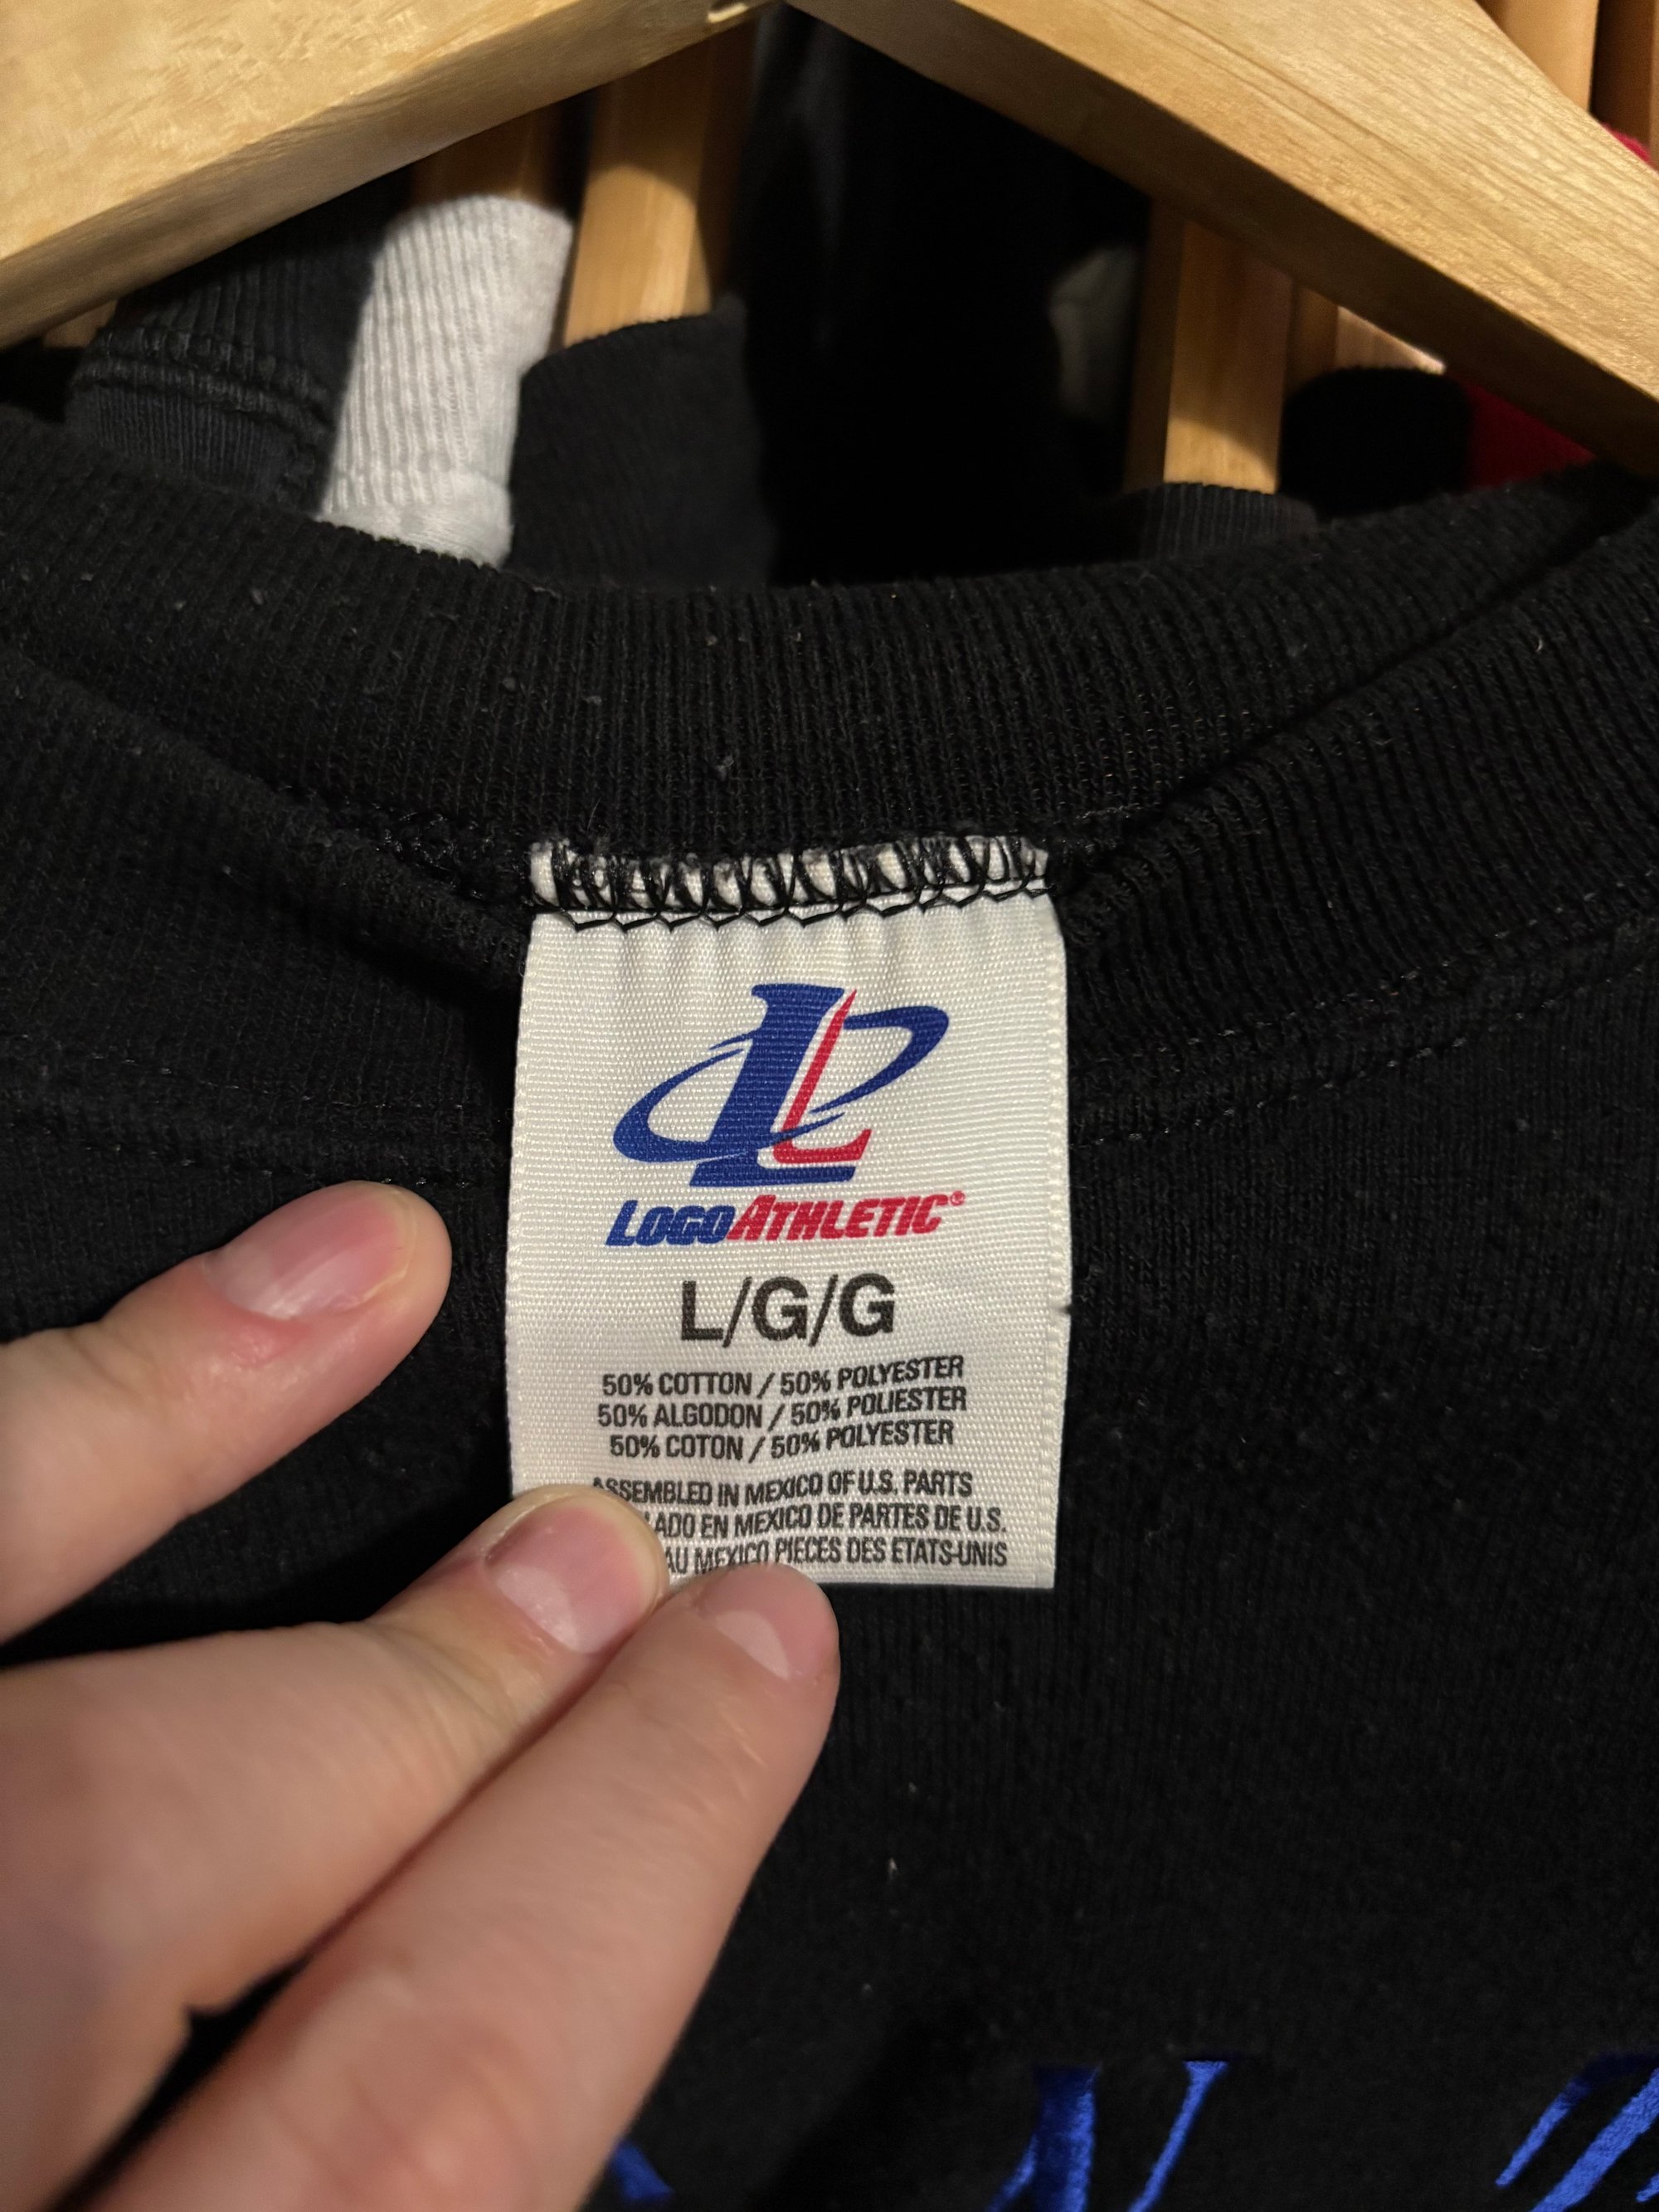 LOGOATHLETIC®
L/G/G
50% COTTON / 50% POLYESTER
50% ALGODON / 50% POLIESTER
50% COTON / 50% POLYESTER
ASSEMBLED IN MEXICO OF U.S. PARTS
EN MEXICO DE PARTES DE U.S.
AU MEXICO PIECES DES ETATS-UNIS